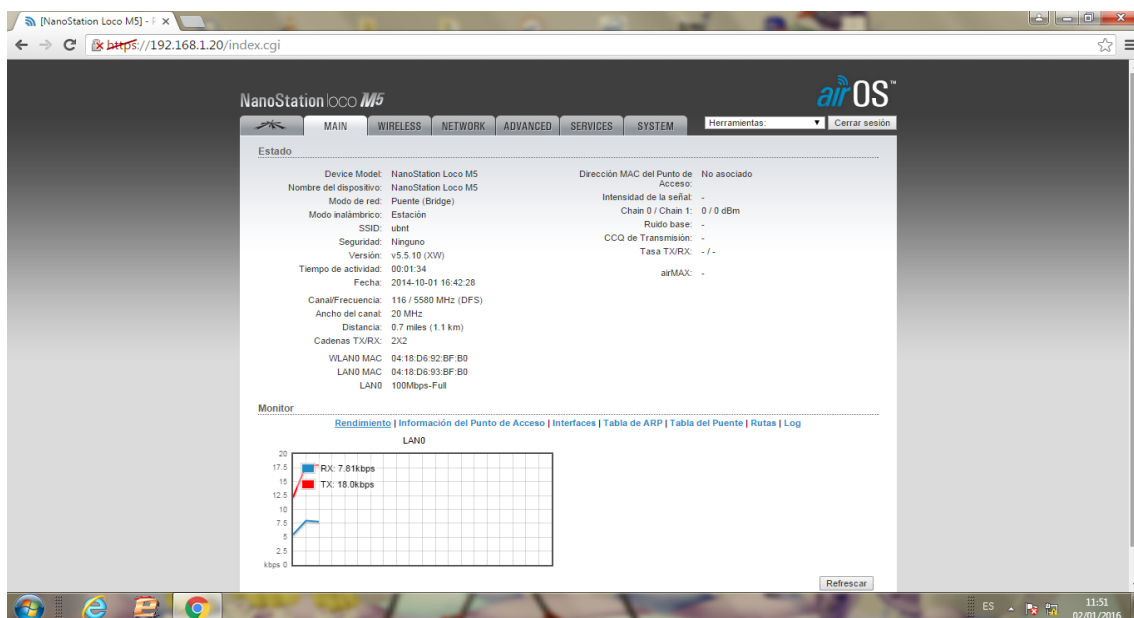 [NanoStation Loco M5] - F
https://192.168.1.20/index.cgi
NanoStation loco M5
airOS™
MAIN WIRELESS NETWORK ADVANCED SERVICES SYSTEM Herramientas: Cerrar sesión
Estado
Device Model: NanoStation Loco M5
Nombre del dispositivo: NanoStation Loco M5
Modo de red: Puente (Bridge)
Modo inalámbrico: Estación
SSID: ubnt
Seguridad: Ninguno
Versión: v5.5.10 (XW)
Tiempo de actividad: 00:01:34
Fecha: 2014-10-01 16:42:28
Canal/Frecuencia: 116 / 5580 MHz (DFS)
Ancho del canal: 20 MHz
Distancia: 0.7 miles (1.1 km)
Cadenas TX/RX: 2X2
WLAN0 MAC 04:18:D6:92:BF:B0
LAN0 MAC 04:18:D6:93:BF:B0
LAN0 100Mbps-Full
Dirección MAC del Punto de
Acceso: No asociado
Intensidad de la señal: -
Chain 0 / Chain 1: 0 / 0 dBm
Ruido base: -
CCQ de Transmisión: -
Tasa TX/RX: - / -
airMAX: -
Monitor
Rendimiento | Información del Punto de Acceso | Interfaces | Tabla de ARP | Tabla del Puente | Rutas | Log
LAN0
20
17.5
15
12.5
10
7.5
5
2.5
kbps 0
RX: 7.81kbps
TX: 18.0kbps
Refrescar
ES
11:51
02/01/2016